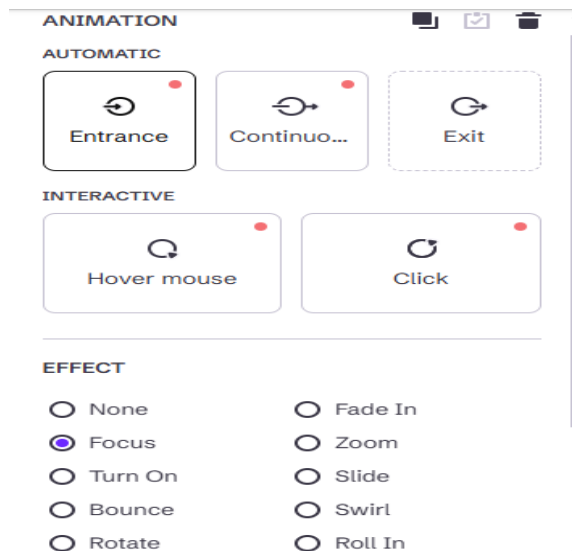 ANIMATION
AUTOMATIC
Entrance
Continuo...
Exit
INTERACTIVE
Hover mouse
Click
EFFECT
None
Fade In
Focus
Zoom
Turn On
Slide
Bounce
Swirl
Rotate
Roll In